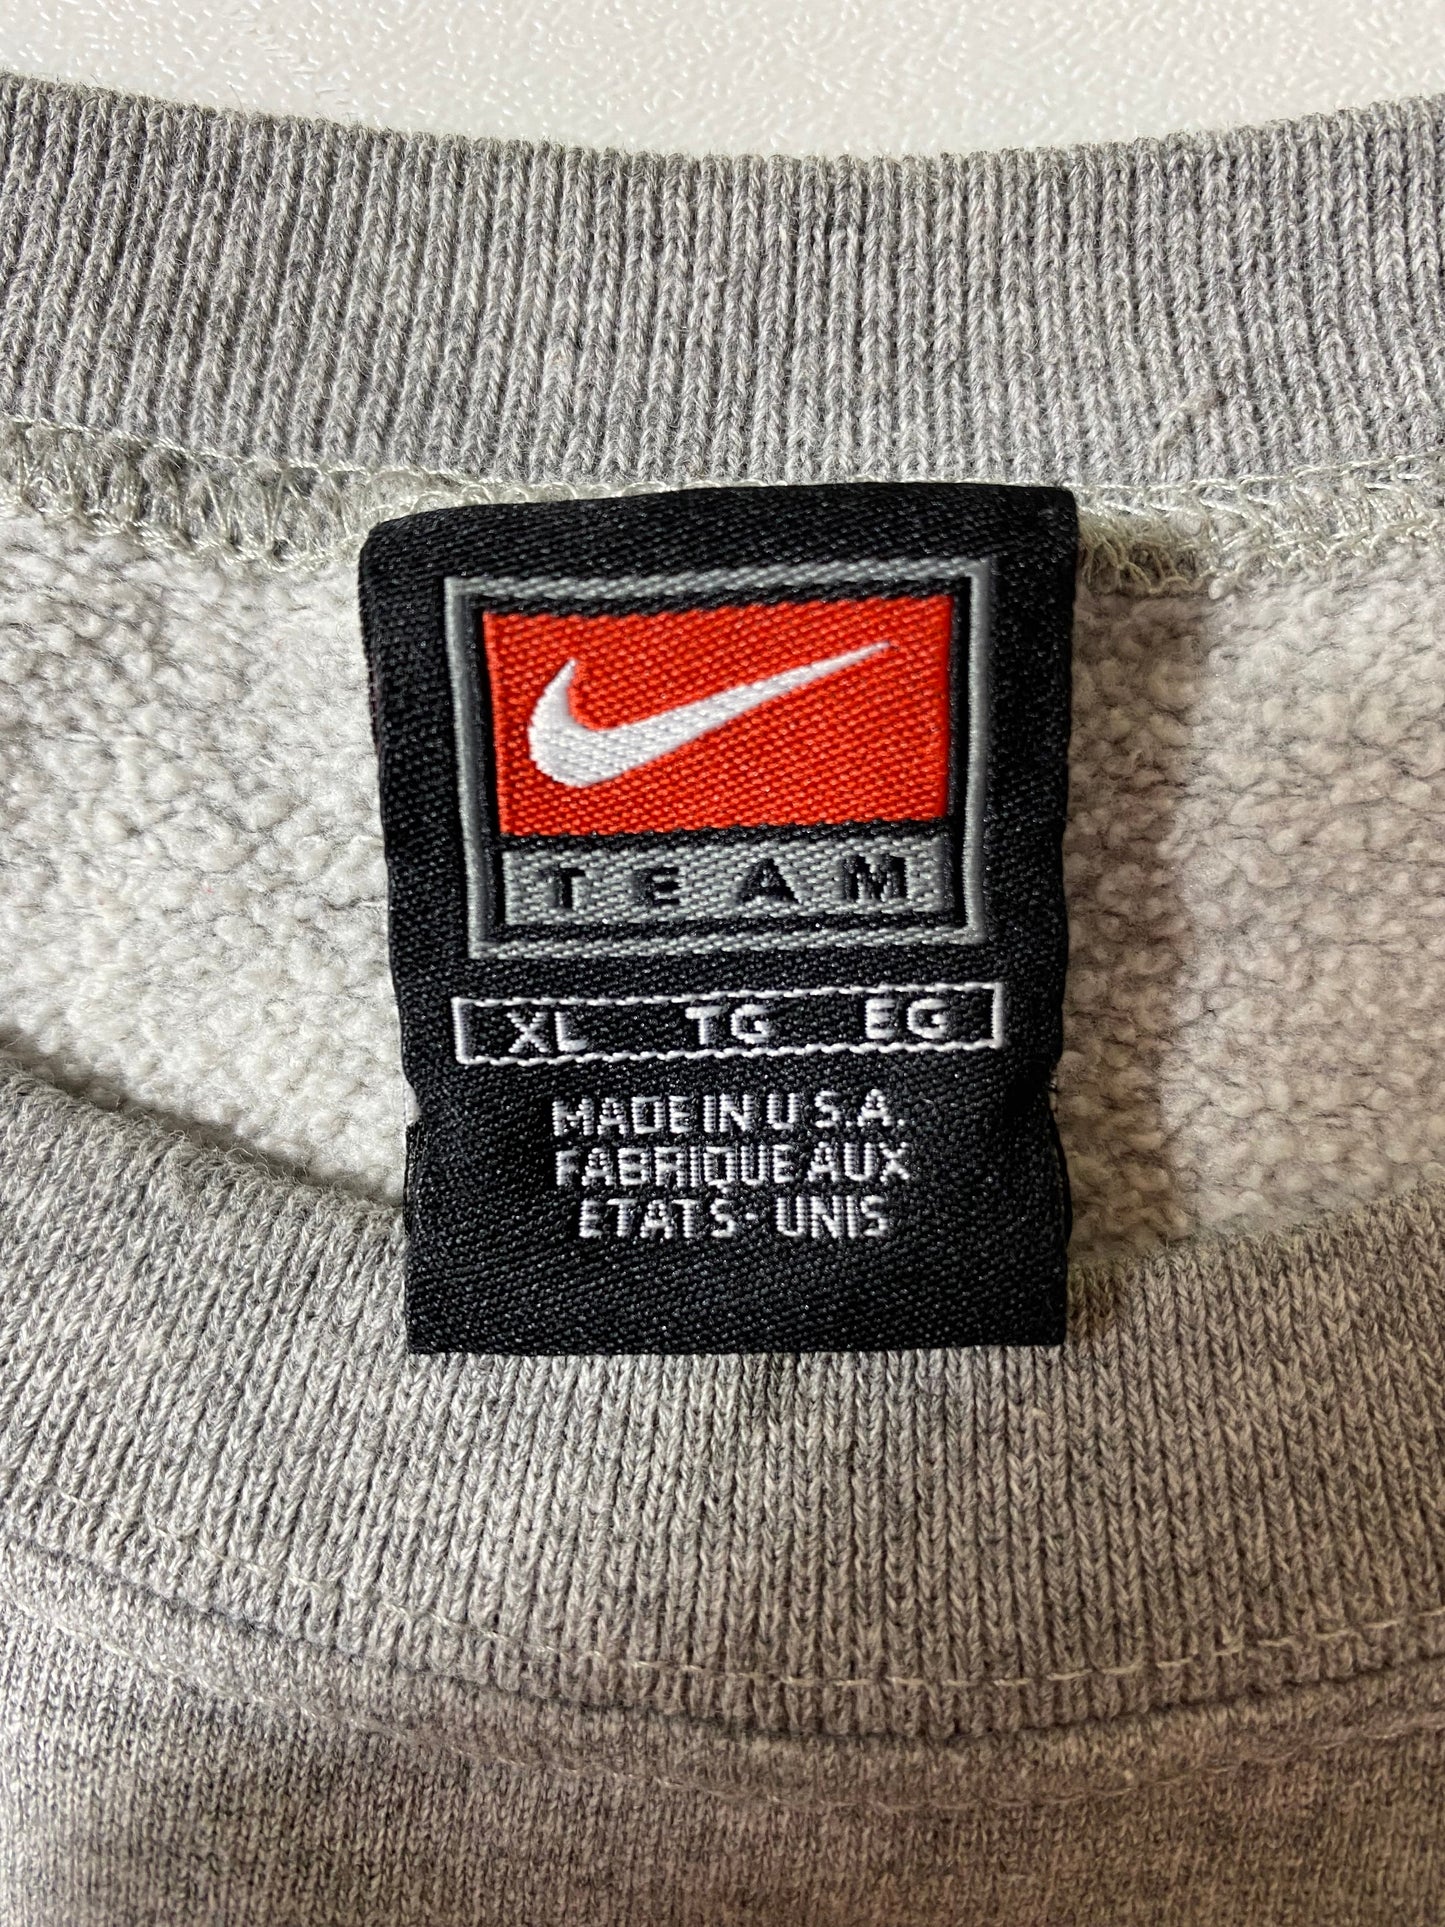 TEAM
XL TG EG
MADE IN U.S.A.
FABRIQUE AUX
ETATS-UNIS